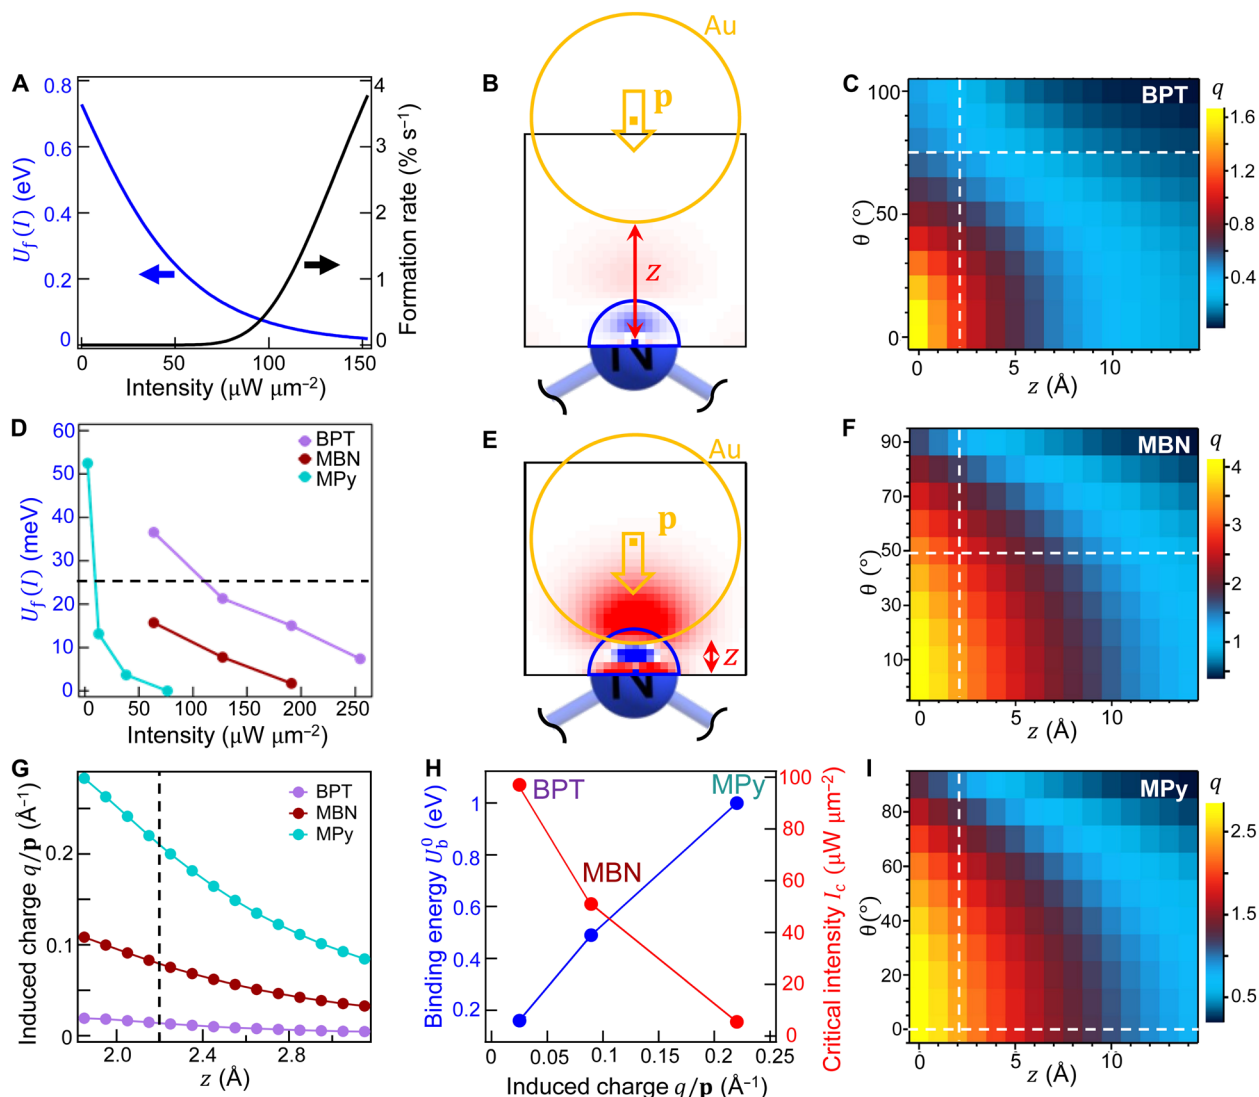 A
U_f(I) (eV)
0.8
0.6
0.4
0.2
0
Formation rate (% s⁻¹)
4
3
2
1
0
0
50
100
150
Intensity (μW μm⁻²)
B
Au
p
z
N
C
BPT
θ (°)
100
50
0
0
5
10
z (Å)
q
1.6
1.2
0.8
0.4
D
U_f(I) (meV)
60
50
40
30
20
10
0
BPT
MBN
MPy
0
50
100
150
200
250
Intensity (μW μm⁻²)
E
Au
p
z
N
F
MBN
θ (°)
90
70
50
30
10
0
5
10
z (Å)
q
4
3
2
1
G
Induced charge q/p (Å⁻¹)
0.2
0.1
0
BPT
MBN
MPy
2.0
2.4
2.8
z (Å)
H
Binding energy U_b^0 (eV)
1
0.8
0.6
0.4
0.2
BPT
MBN
MPy
Critical intensity I_c (μW μm⁻²)
100
80
60
40
20
0
0
0.05
0.1
0.15
0.2
0.25
Induced charge q/p (Å⁻¹)
I
MPy
θ(°)
80
60
40
20
0
0
5
10
z (Å)
q
2.5
1.5
0.5